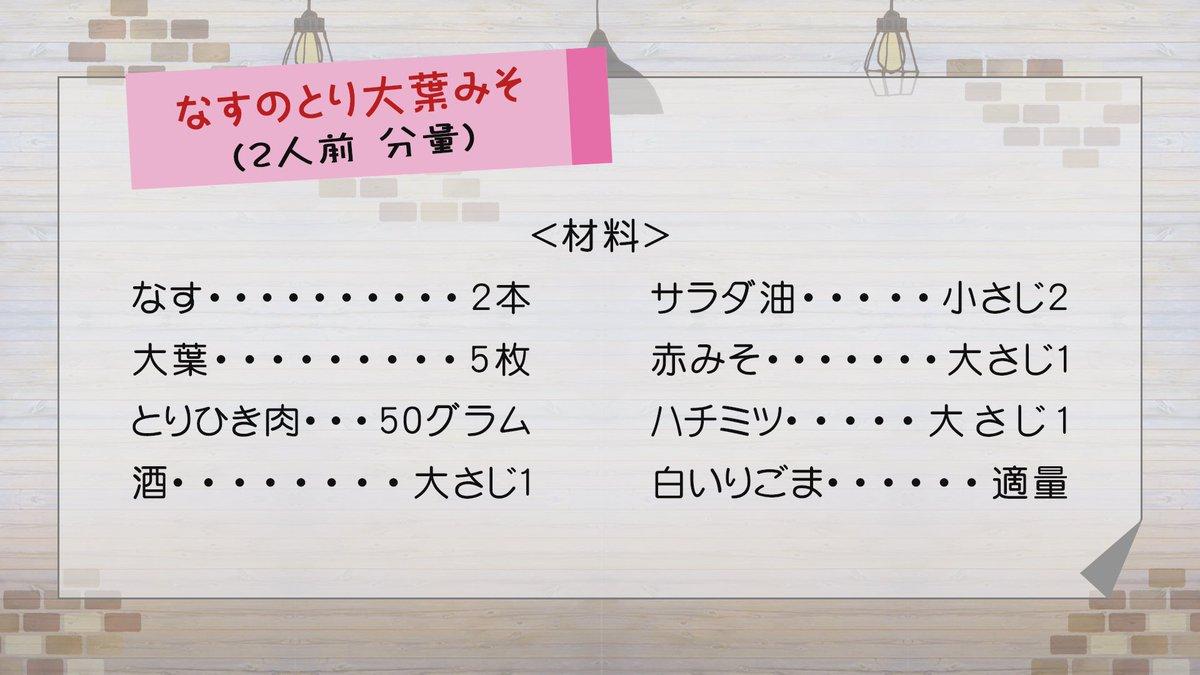 なすのとり大葉みそ
(2人前 分量)
＜材料＞
なす・・・・・・・・・・2本
大葉・・・・・・・・・5枚
とりひき肉・・・50グラム
酒・・・・・・・・・大さじ1
サラダ油・・・・・小さじ2
赤みそ・・・・・・・大さじ1
ハチミツ・・・・・大さじ1
白いりごま・・・・・・適量